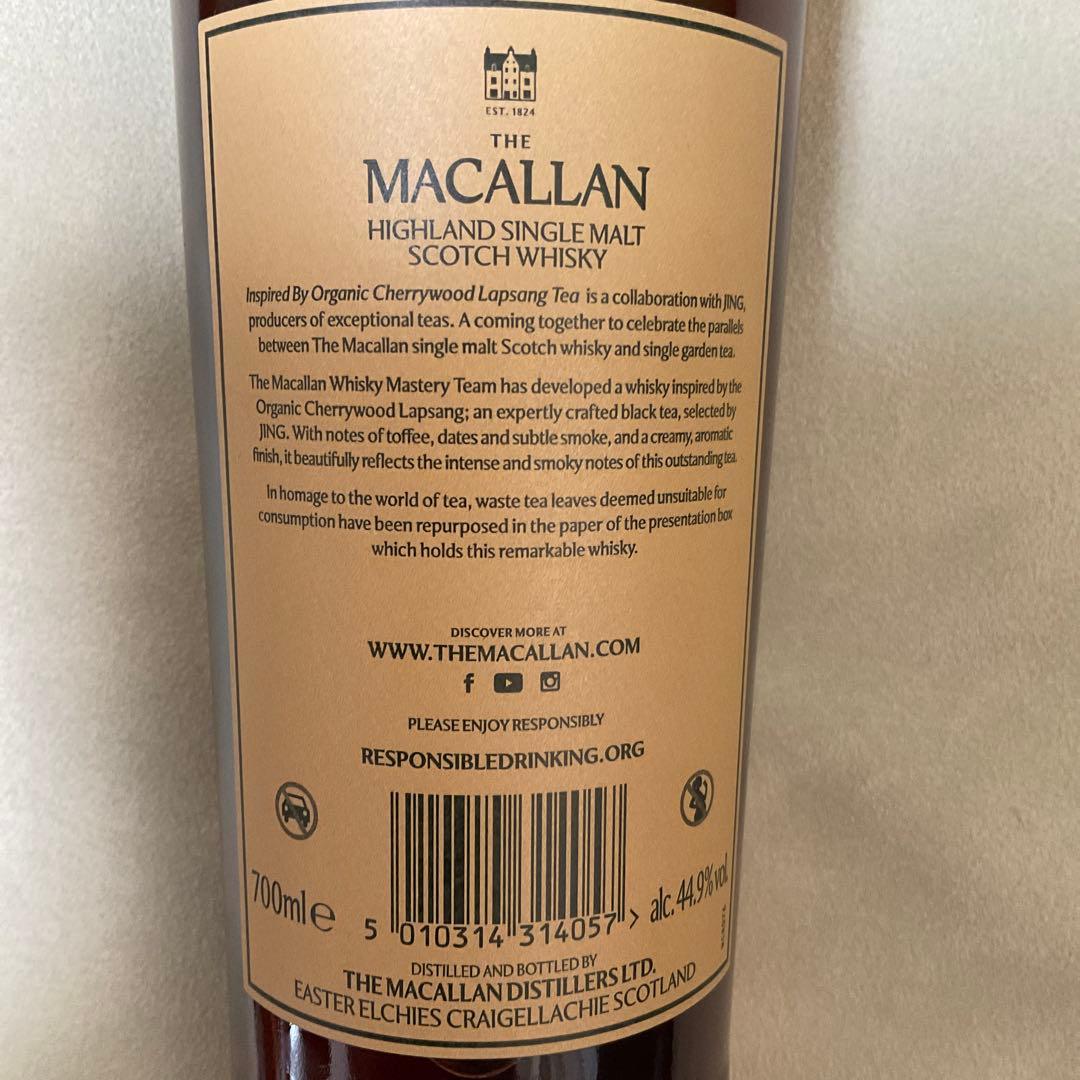 EST. 1824
THE
MACALLAN
HIGHLAND SINGLE MALT
SCOTCH WHISKY
Inspired By Organic Cherrywood Lapsang Tea is a collaboration with JING,
producers of exceptional teas. A coming together to celebrate the parallels
between The Macallan single malt Scotch whisky and single garden tea.
The Macallan Whisky Mastery Team has developed a whisky inspired by the
Organic Cherrywood Lapsang; an expertly crafted black tea, selected by
JING. With notes of toffee, dates and subtle smoke, and a creamy, aromatic
finish, it beautifully reflects the intense and smoky notes of this outstanding tea.
In homage to the world of tea, waste tea leaves deemed unsuitable for
consumption have been repurposed in the paper of the presentation box
which holds this remarkable whisky.
DISCOVER MORE AT
WWW.THEMACALLAN.COM
PLEASE ENJOY RESPONSIBLY
RESPONSIBLEDRINKING.ORG
700ml e
5 010314 314057 >
alc. 44.9% vol.
DISTILLED AND BOTTLED BY
THE MACALLAN DISTILLERS LTD.
EASTER ELCHIES CRAIGELLACHIE SCOTLAND